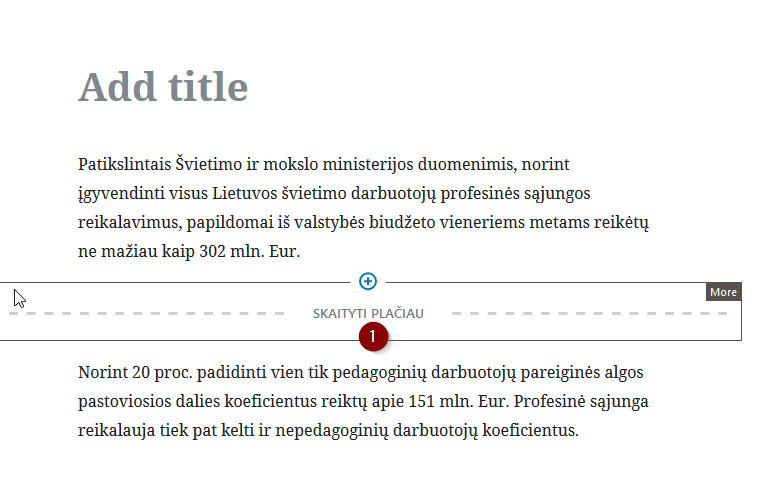 Add title
Patikslintais Švietimo ir mokslo ministerijos duomenimis, norint
įgyvendinti visus Lietuvos švietimo darbuotojų profesinės sąjungos
reikalavimus, papildomai iš valstybės biudžeto vieneriems metams reikėtų
ne mažiau kaip 302 mln. Eur.
More
SKAITYTI PLAČIAU
1
Norint 20 proc. padidinti vien tik pedagoginių darbuotojų pareiginės algos
pastoviosios dalies koeficientus reiktų apie 151 mln. Eur. Profesinė sąjunga
reikalauja tiek pat kelti ir nepedagoginių darbuotojų koeficientus.